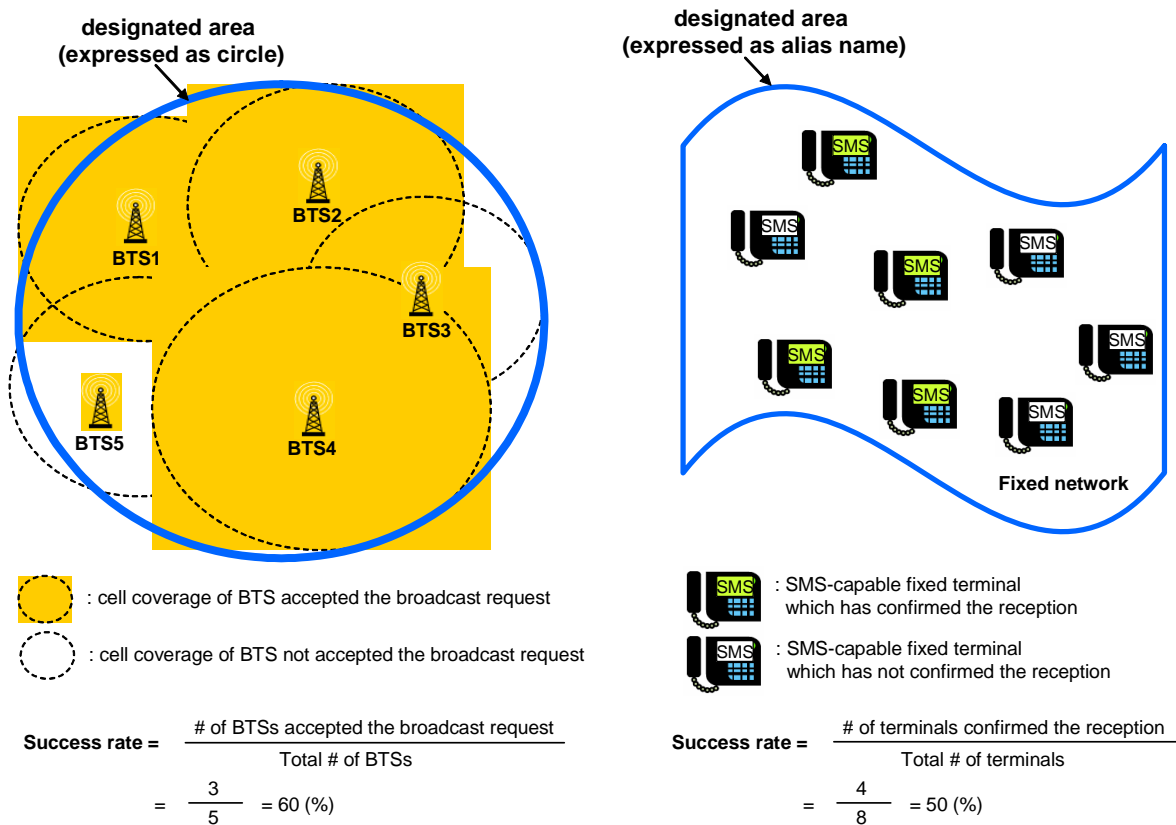 designated area
(expressed as circle)
BTS2
BTS1
BTS3
BTS4
BTS5
: cell coverage of BTS accepted the broadcast request
: cell coverage of BTS not accepted the broadcast request
Success rate =
# of BTSs accepted the broadcast request
Total # of BTSs
= 3
5
= 60 (%)
designated area
(expressed as alias name)
SMS
SMS
SMS
SMS
SMS
SMS
SMS
SMS
Fixed network
SMS
: SMS-capable fixed terminal
which has confirmed the reception
SMS
: SMS-capable fixed terminal
which has not confirmed the reception
Success rate =
# of terminals confirmed the reception
Total # of terminals
= 4
8
= 50 (%)